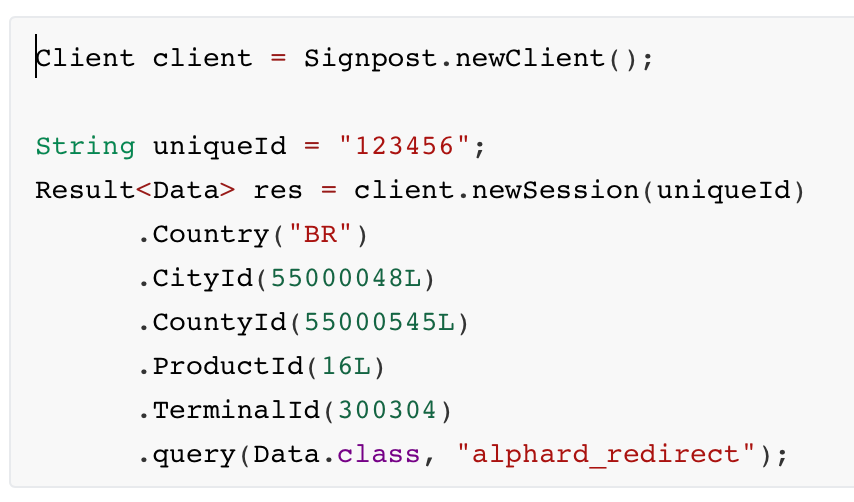 Client client = Signpost.newClient();
String uniqueId = "123456";
Result<Data> res = client.newSession(uniqueId)
.Country("BR")
.CityId(55000048L)
.CountyId(55000545L)
.ProductId(16L)
.TerminalId(300304)
.query(Data.class, "alphard_redirect");